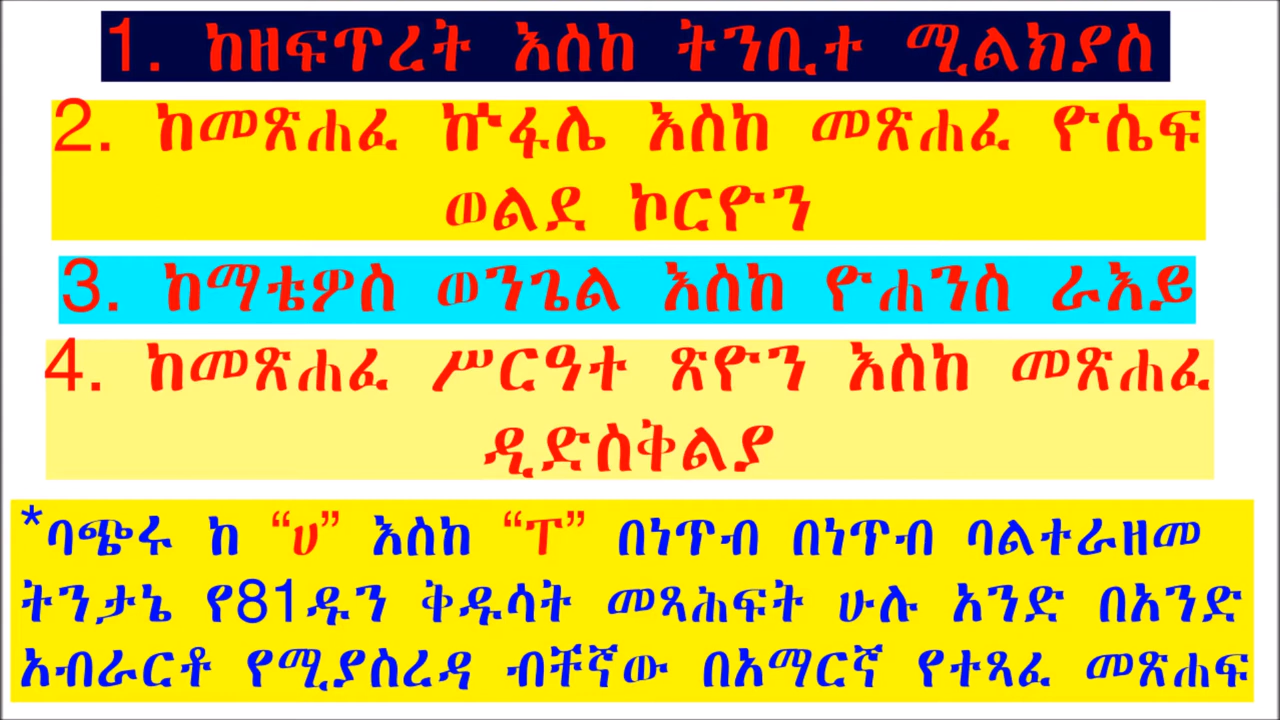 1. ከዘፍጥረት እስከ ትንቢተ ሚልክያስ
2. ከመጽሐፈ ኩፋሌ እስከ መጽሐፈ ዮሴፍ
ወልደ ኮርዮን
3. ከማቴዎስ ወንጌል እስከ ዮሐንስ ራእይ
4. ከመጽሐፈ ሥርዓተ ጽዮን እስከ መጽሐፈ
ዲድስቅልያ
*ባጭሩ ከ “ሀ” እስከ “ፐ” በነጥብ በነጥብ ባልተራዘመ
ትንታኔ የ81ዱን ቅዱሳት መጻሕፍት ሁሉ አንድ በአንድ
አብራርቶ የሚያስረዳ ብቸኛው በአማርኛ የተጻፈ መጽሐፍ